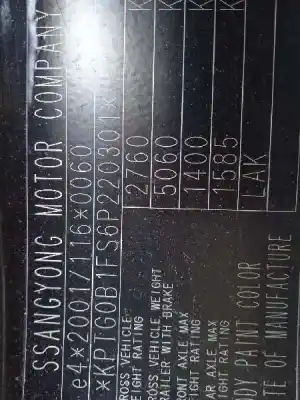 SSANGYONG MOTOR COMPANY
e4*2001/116*0060
*KPTG0B1FS6P220301*
ROSS VEHICLE
EIGHT RATING 2760 K
ROSS VEHICLE WEIGHT
RAILER WITH BRAKE 5060 K
RONT AXLE MAX
EIGHT RATING 1400 K
AR AXLE MAX
IGHT RATING 1585 K
DY PAINT COLOR LAK
TE OF MANUFACTURE